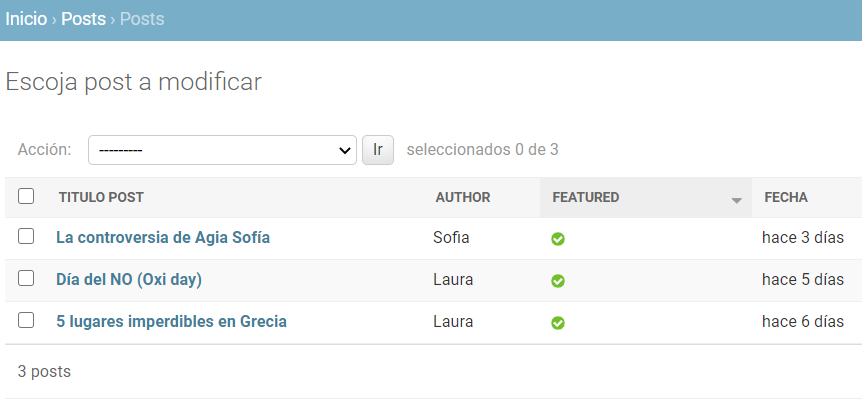 Inicio › Posts › Posts
Escoja post a modificar
Acción: --------- Ir seleccionados 0 de 3
TITULO POST AUTHOR FEATURED FECHA
La controversia de Agia Sofía Sofia hace 3 días
Día del NO (Oxi day) Laura hace 5 días
5 lugares imperdibles en Grecia Laura hace 6 días
3 posts